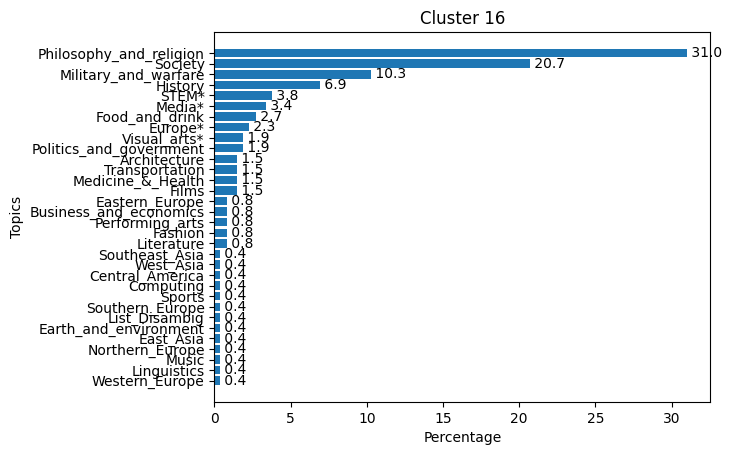 Cluster 16
Philosophy_and_religion 31.0
Society 20.7
Military_and_warfare 10.3
History 6.9
STEM* 3.8
Media* 3.4
Food_and_drink 2.7
Europe* 2.3
Visual_arts* 1.9
Politics_and_government 1.9
Architecture 1.5
Transportation 1.5
Medicine_&_Health 1.5
Films 1.5
Eastern_Europe 0.8
Business_and_economics 0.8
Performing_arts 0.8
Fashion 0.8
Literature 0.8
Southeast_Asia 0.4
West_Asia 0.4
Central_America 0.4
Computing 0.4
Sports 0.4
Southern_Europe 0.4
List_Disambig 0.4
Earth_and_environment 0.4
East_Asia 0.4
Northern_Europe 0.4
Music 0.4
Linguistics 0.4
Western_Europe 0.4
Topics
0 5 10 15 20 25 30
Percentage